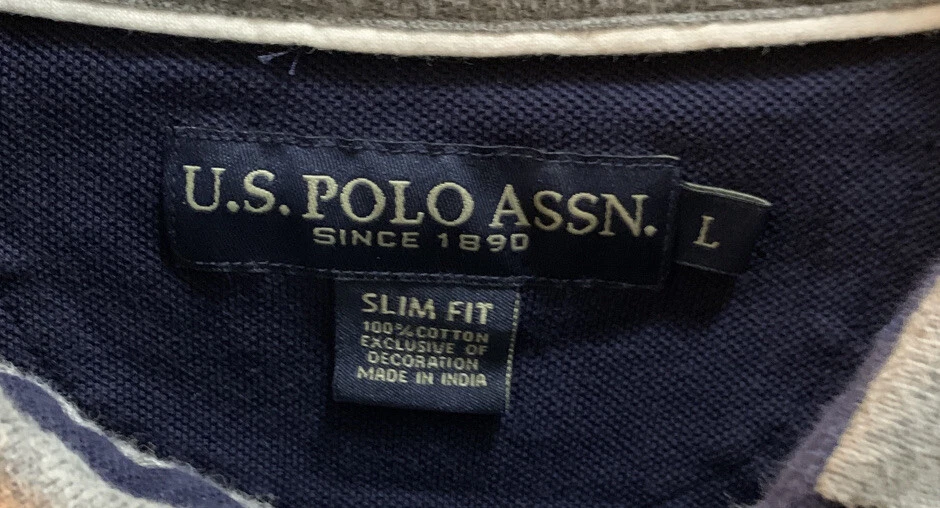 U.S. POLO ASSN.
SINCE 1890
L
SLIM FIT
100% COTTON
EXCLUSIVE OF
DECORATION
MADE IN INDIA